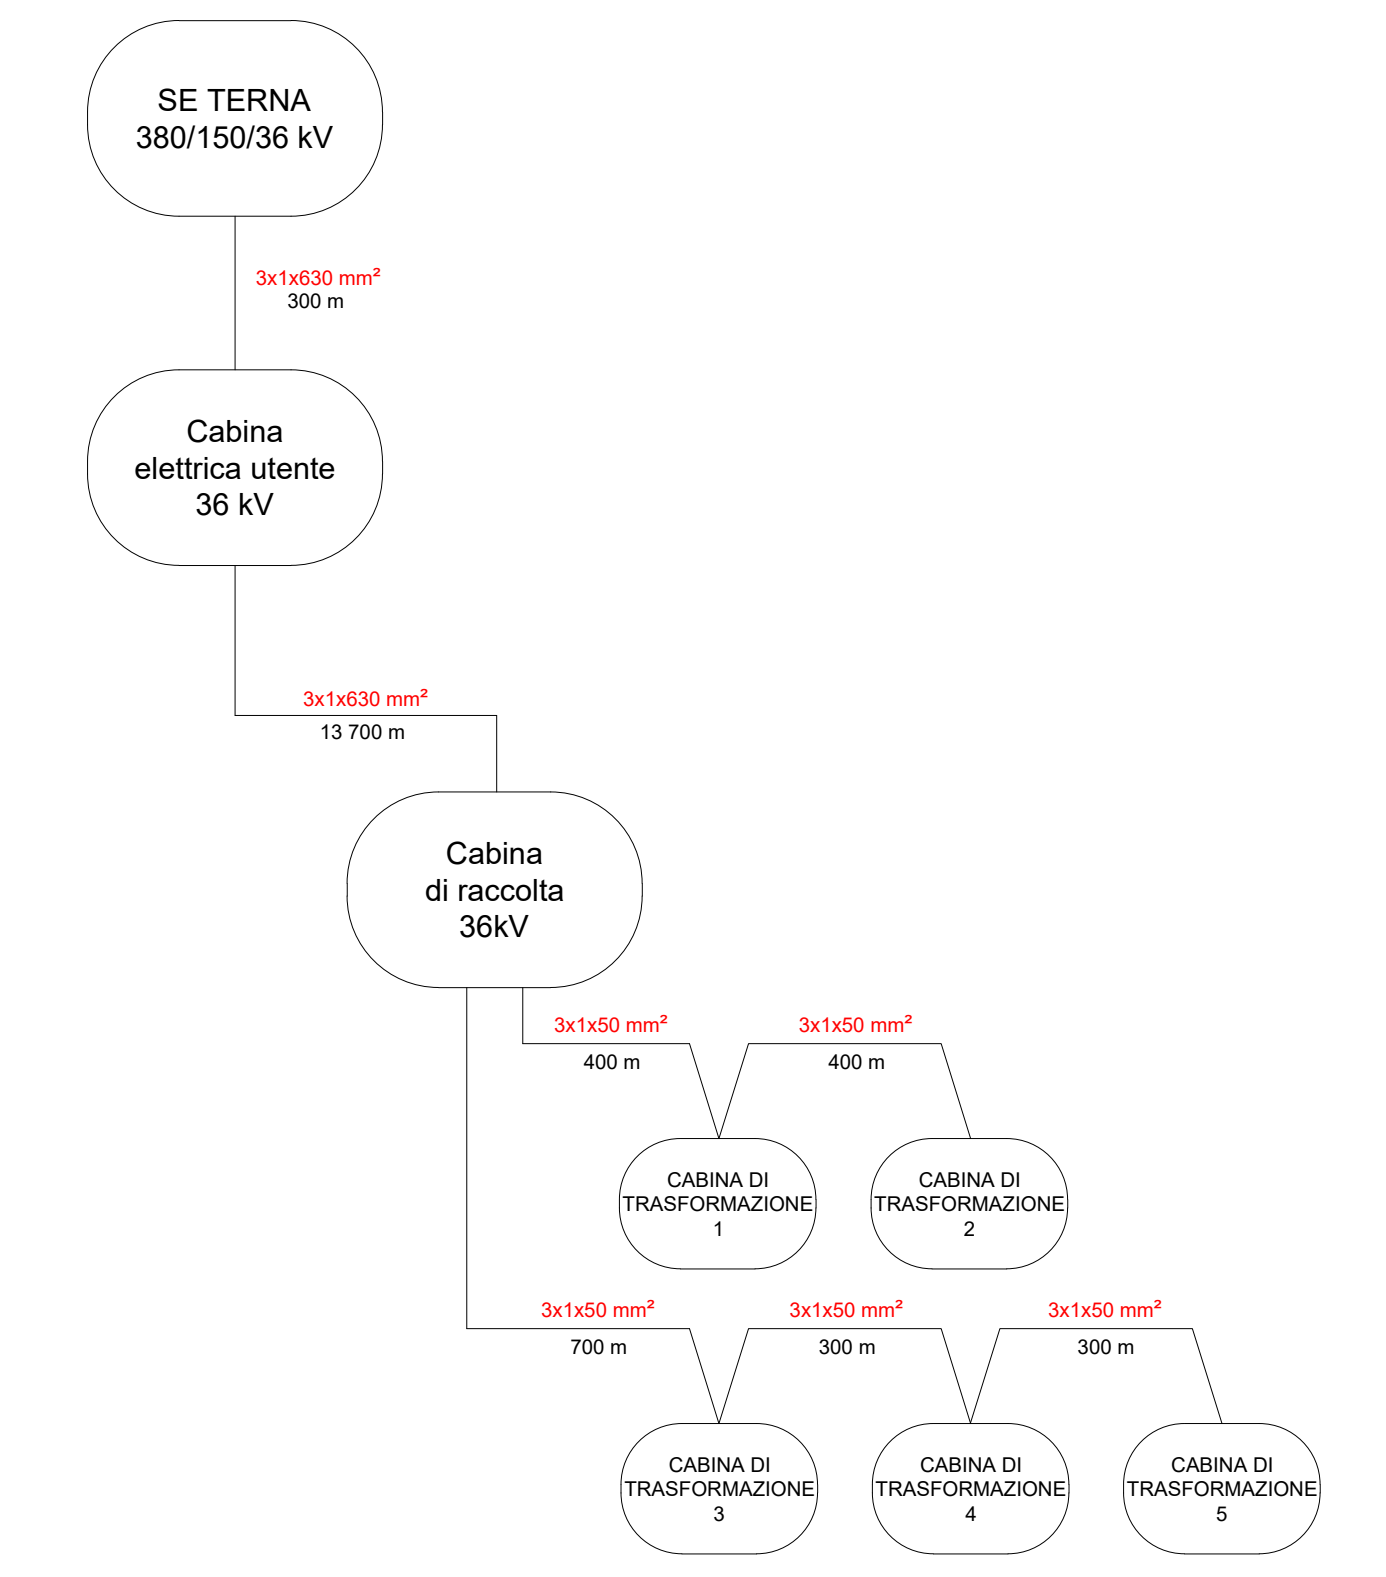 SE TERNA
380/150/36 kV
3x1x630 mm²
300 m
Cabina
elettrica utente
36 kV
3x1x630 mm²
13 700 m
Cabina
di raccolta
36kV
3x1x50 mm²
400 m
3x1x50 mm²
400 m
CABINA DI
TRASFORMAZIONE
1
CABINA DI
TRASFORMAZIONE
2
3x1x50 mm²
700 m
3x1x50 mm²
300 m
3x1x50 mm²
300 m
CABINA DI
TRASFORMAZIONE
3
CABINA DI
TRASFORMAZIONE
4
CABINA DI
TRASFORMAZIONE
5